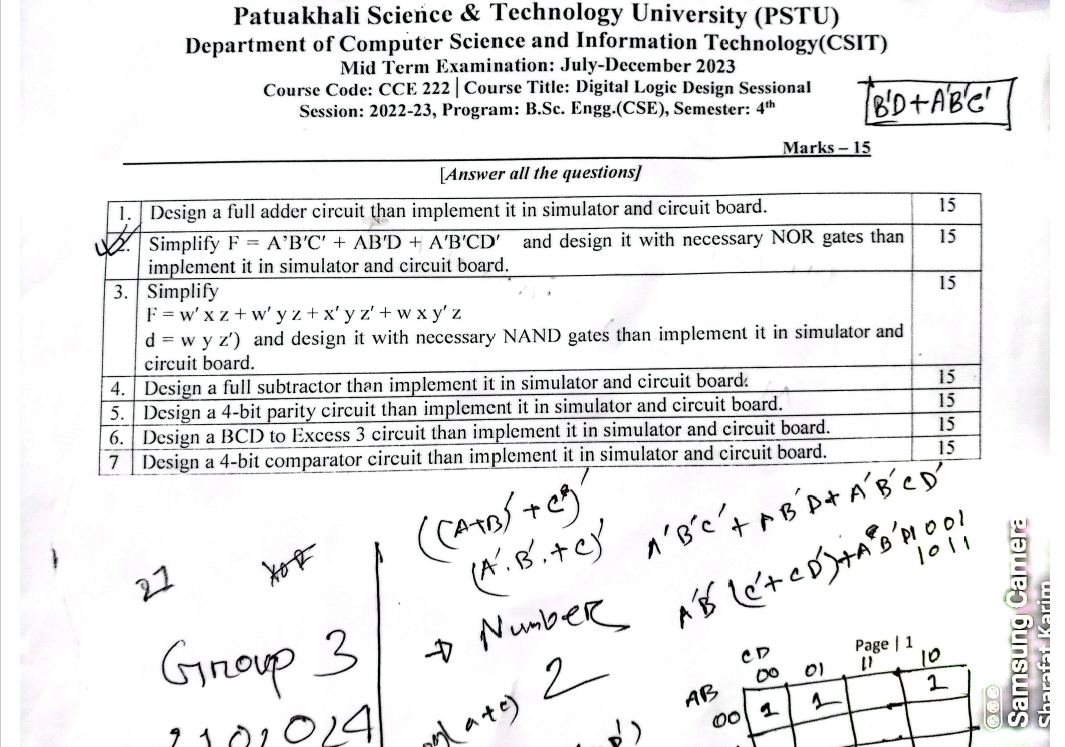 Patuakhali Science & Technology University (PSTU)
Department of Computer Science and Information Technology(CSIT)
Mid Term Examination: July-December 2023
Course Code: CCE 222 | Course Title: Digital Logic Design Sessional
Session: 2022-23, Program: B.Sc. Engg.(CSE), Semester: 4th
B'D+A'B'C'
Marks – 15
[Answer all the questions]
1. Design a full adder circuit than implement it in simulator and circuit board. 15
2. Simplify F = A'B'C' + AB'D + A'B'CD' and design it with necessary NOR gates than 15
implement it in simulator and circuit board.
3. Simplify 15
F = w' x z + w' y z + x' y z' + w x y' z
d = w y z') and design it with necessary NAND gates than implement it in simulator and
circuit board.
4. Design a full subtractor than implement it in simulator and circuit board. 15
5. Design a 4-bit parity circuit than implement it in simulator and circuit board. 15
6. Design a BCD to Excess 3 circuit than implement it in simulator and circuit board. 15
7 Design a 4-bit comparator circuit than implement it in simulator and circuit board. 15
((A+B)' + C)'
(A'.B'.+C)'
A'B'C' + AB'D + A'B'CD'
A'B'(C'+CD')+A'B'D
1001
1011
21
Group 3
→ Number
2
Page | 1
CD
00 01 11 10
AB
00 1 1 1
Samsung Camera
Sharafat Karim